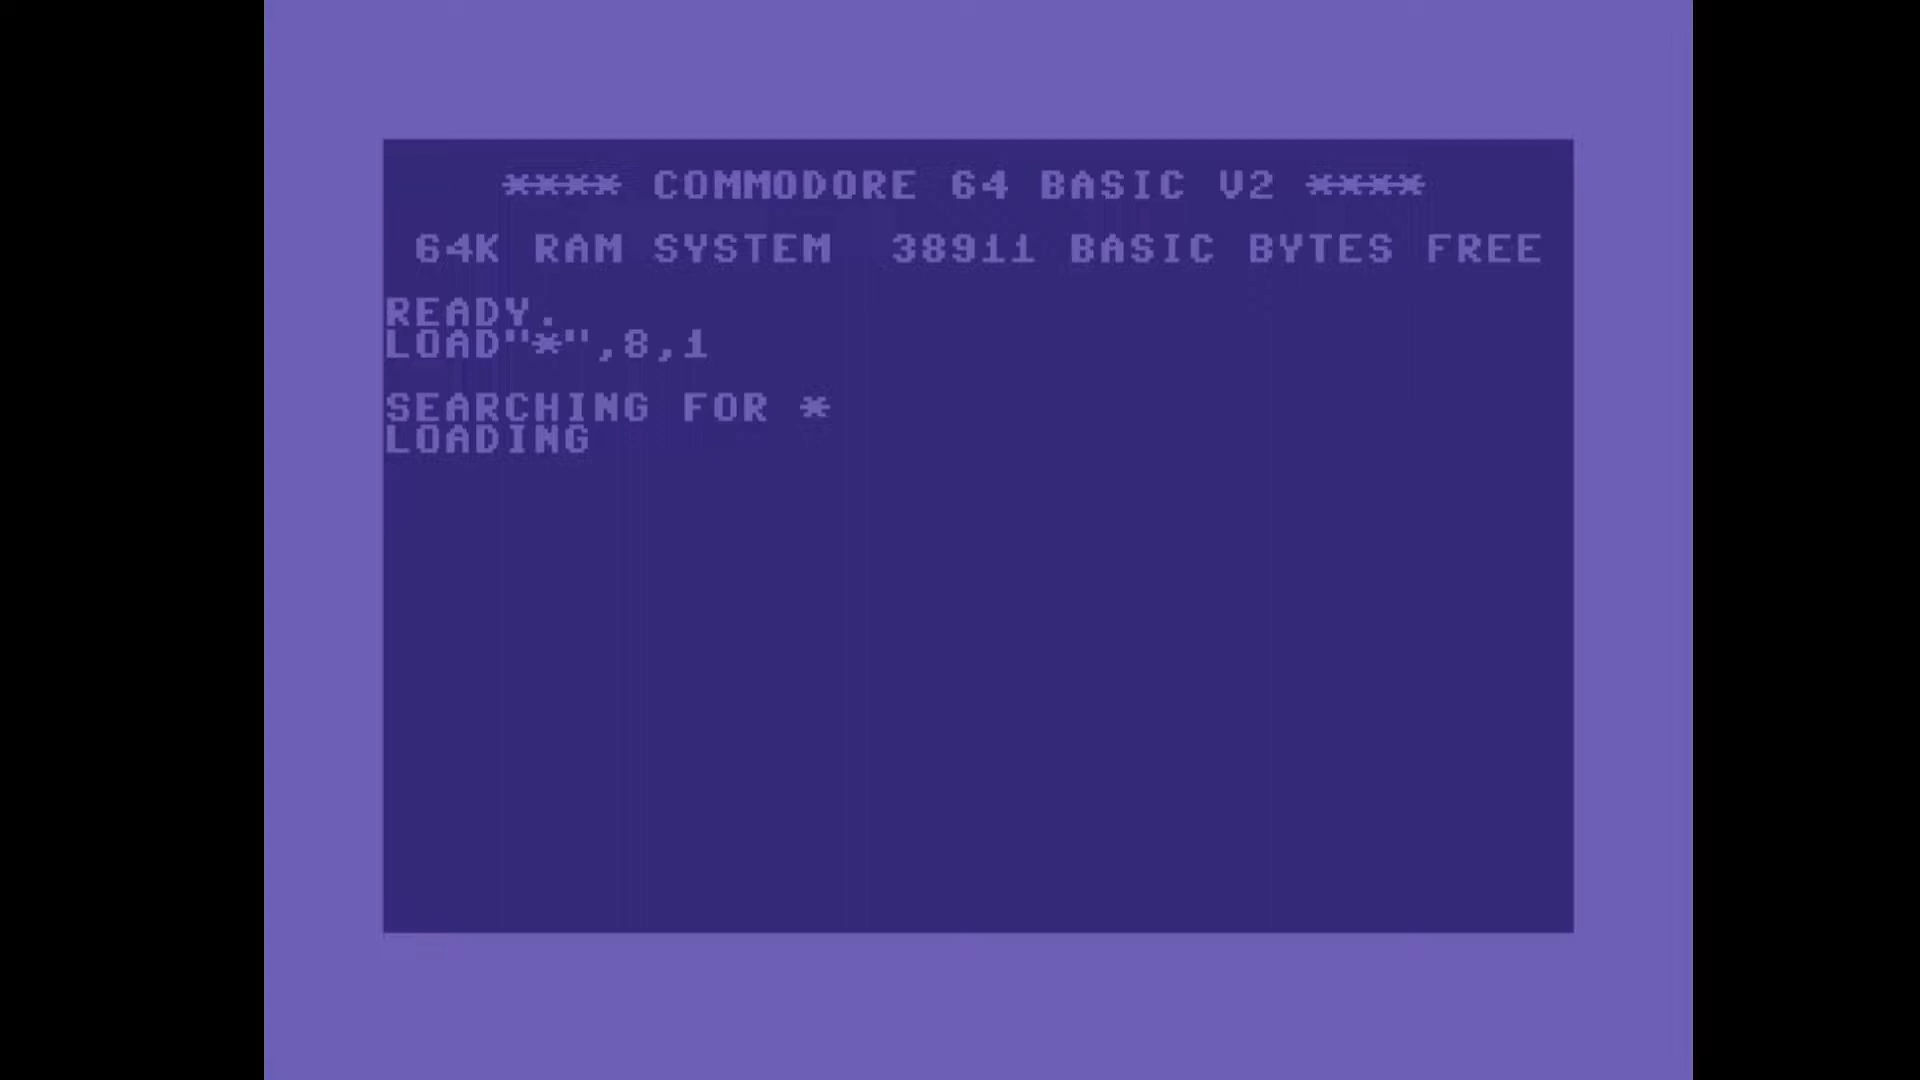 **** COMMODORE 64 BASIC V2 ****
64K RAM SYSTEM  38911 BASIC BYTES FREE
READY.
LOAD"*",8,1
SEARCHING FOR *
LOADING